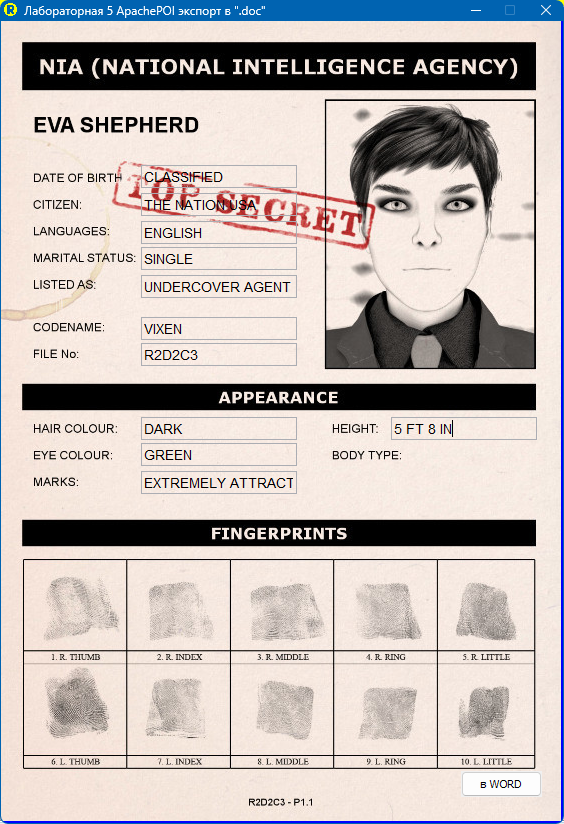 R Лабораторная 5 ApachePOI экспорт в ".doc"
NIA (NATIONAL INTELLIGENCE AGENCY)
EVA SHEPHERD
DATE OF BIRTH CLASSIFIED
TOP SECRET
CITIZEN: THE NATION,USA
LANGUAGES: ENGLISH
MARITAL STATUS: SINGLE
LISTED AS: UNDERCOVER AGENT
CODENAME: VIXEN
FILE No: R2D2C3
APPEARANCE
HAIR COLOUR: DARK HEIGHT: 5 FT 8 IN
EYE COLOUR: GREEN BODY TYPE:
MARKS: EXTREMELY ATTRACT
FINGERPRINTS
1. R. THUMB 2. R. INDEX 3. R. MIDDLE 4. R. RING 5. R. LITTLE
6. L. THUMB 7. L. INDEX 8. L. MIDDLE 9. L. RING 10. L. LITTLE
в WORD
R2D2C3 - P1.1